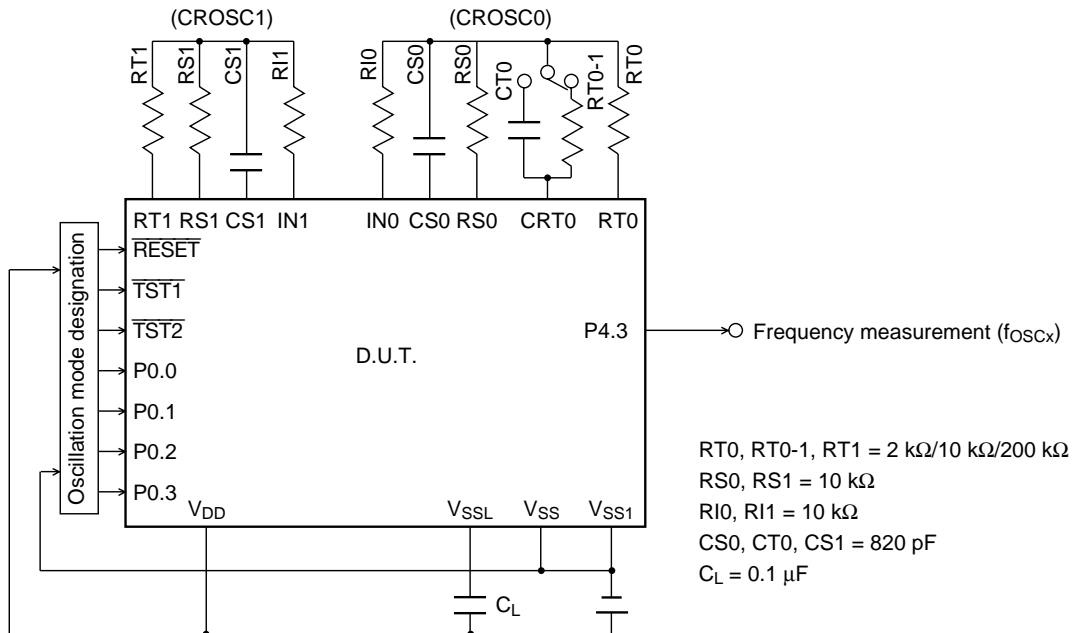 (CROSC1)
(CROSC0)
RT1
RS1
CS1
RI1
RI0
CS0
RS0
CT0
RT0-1
RT0
RT1 RS1 CS1 IN1 IN0 CS0 RS0 CRT0 RT0
Oscillation mode designation
RESET
TST1
TST2
P0.0
P0.1
P0.2
P0.3
D.U.T.
P4.3
Frequency measurement (fOSCx)
VDD VSSL VSS VSS1
CL
RT0, RT0-1, RT1 = 2 kΩ/10 kΩ/200 kΩ
RS0, RS1 = 10 kΩ
RI0, RI1 = 10 kΩ
CS0, CT0, CS1 = 820 pF
CL = 0.1 μF